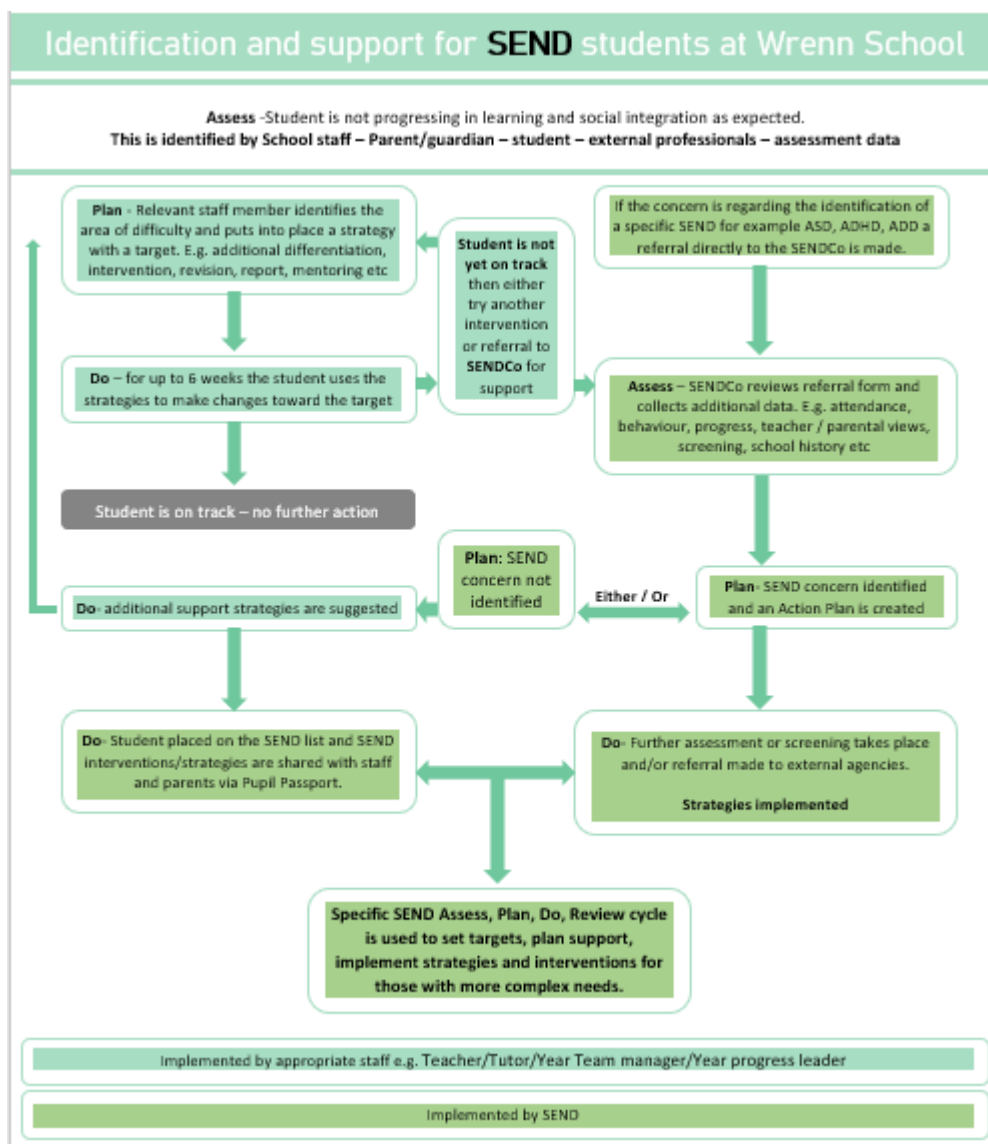 Identification and support for SEND students at Wrenn School
Assess -Student is not progressing in learning and social integration as expected.
This is identified by School staff – Parent/guardian – student – external professionals – assessment data
Plan - Relevant staff member identifies the
area of difficulty and puts into place a strategy
with a target. E.g. additional differentiation,
intervention, revision, report, mentoring etc
Student is not
yet on track
then either
try another
intervention
or referral to
SENDCo for
support
If the concern is regarding the identification of
a specific SEND for example ASD, ADHD, ADD a
referral directly to the SENDCo is made.
Do – for up to 6 weeks the student uses the
strategies to make changes toward the target
Assess – SENDCo reviews referral form and
collects additional data. E.g. attendance,
behaviour, progress, teacher / parental views,
screening, school history etc
Student is on track – no further action
Plan: SEND
concern not
identified
Either / Or
Plan- SEND concern identified
and an Action Plan is created
Do- additional support strategies are suggested
Do- Student placed on the SEND list and SEND
interventions/strategies are shared with staff
and parents via Pupil Passport.
Do- Further assessment or screening takes place
and/or referral made to external agencies.
Strategies implemented
Specific SEND Assess, Plan, Do, Review cycle
is used to set targets, plan support,
implement strategies and interventions for
those with more complex needs.
Implemented by appropriate staff e.g. Teacher/Tutor/Year Team manager/Year progress leader
Implemented by SEND